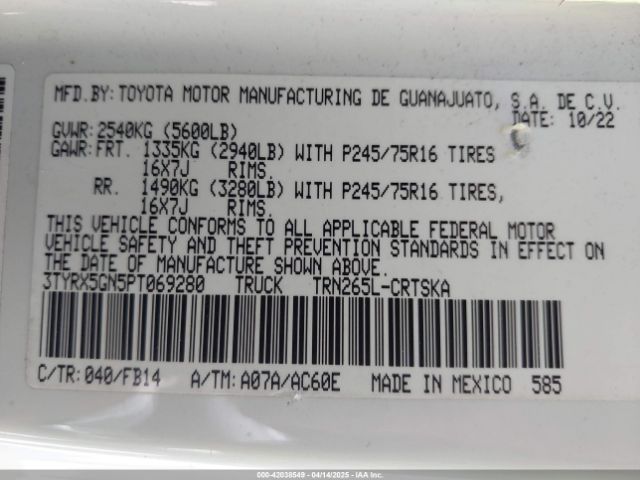 MFD.BY: TOYOTA MOTOR MANUFACTURING DE GUANAJUATO, S.A. DE C.V.
DATE: 10/22
GVWR: 2540KG (5600LB)
GAWR: FRT. 1335KG (2940LB) WITH P245/75R16 TIRES
16X7J RIMS.
RR. 1490KG (3280LB) WITH P245/75R16 TIRES,
16X7J RIMS.
THIS VEHICLE CONFORMS TO ALL APPLICABLE FEDERAL MOTOR
VEHICLE SAFETY AND THEFT PREVENTION STANDARDS IN EFFECT ON
THE DATE OF MANUFACTURE SHOWN ABOVE.
3TYRX5GN5PT069280 TRUCK TRN265L-CRTSKA
C/TR: 040/FB14 A/TM: A07A/AC60E MADE IN MEXICO 585
000-42038549 - 04/14/2025 - IAA Inc.